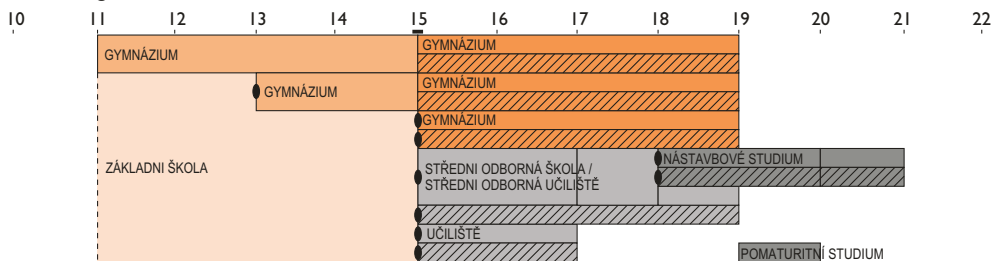 10 11 12 13 14 15 16 17 18 19 20 21 22
GYMNÁZIUM
GYMNÁZIUM
GYMNÁZIUM
GYMNÁZIUM
GYMNÁZIUM
ZÁKLADNI ŠKOLA
STŘEDNI ODBORNÁ ŠKOLA /
STŘEDNI ODBORNÁ UČILIŠTĚ
NÁSTAVBOVÉ STUDIUM
UČILIŠTĚ
POMATURITNÍ STUDIUM